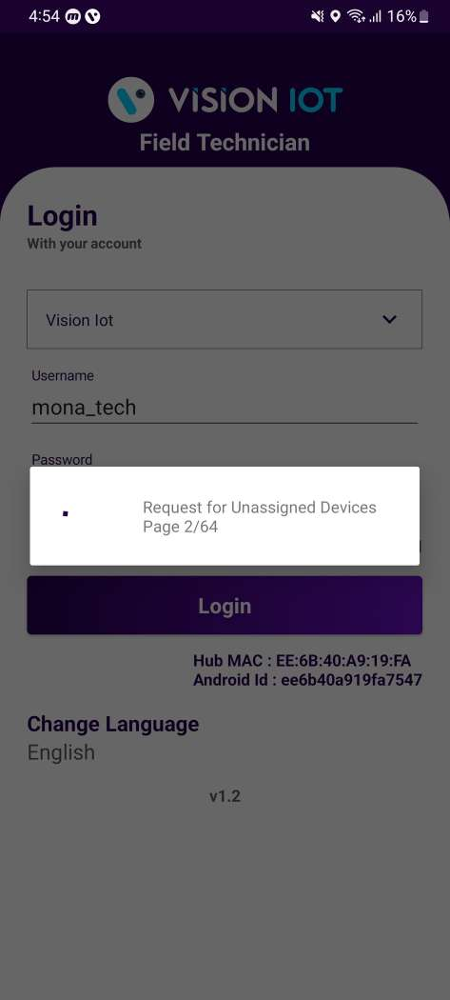 4:54
16%
VISION IOT
Field Technician
Login
With your account
Vision Iot
Username
mona_tech
Password
Request for Unassigned Devices
Page 2/64
Login
Hub MAC : EE:6B:40:A9:19:FA
Android Id : ee6b40a919fa7547
Change Language
English
v1.2